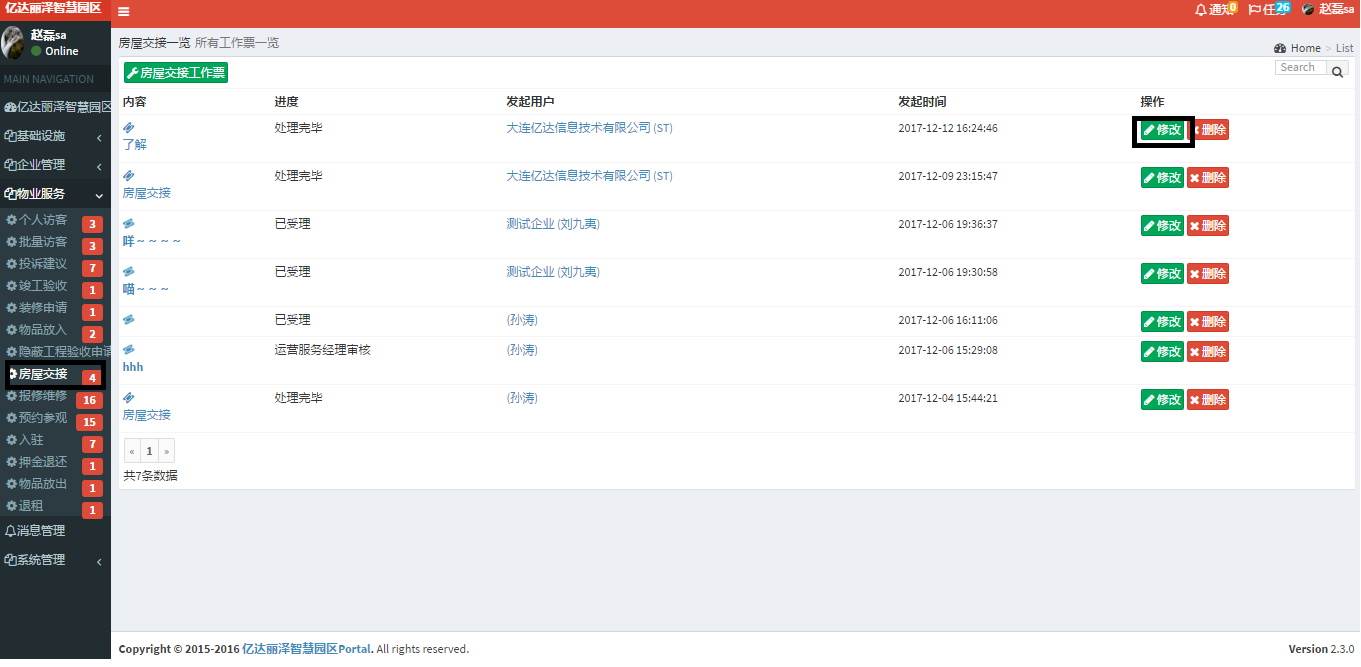 亿达丽泽智慧园区
通知 0 任务 26 赵磊sa
赵磊sa
Online
MAIN NAVIGATION
亿达丽泽智慧园区
基础设施
企业管理
物业服务
个人访客 3
批量访客 3
投诉建议 7
竣工验收 1
装修申请 1
物品放入 2
隐蔽工程验收申请
房屋交接 4
报修维修 16
预约参观 15
入驻 7
押金退还 1
物品放出 1
退租 1
消息管理
系统管理
房屋交接一览 所有工作票一览
Home > List
房屋交接工作票
Search
内容 进度 发起用户 发起时间 操作
了解 处理完毕 大连亿达信息技术有限公司 (ST) 2017-12-12 16:24:46 修改 删除
房屋交接 处理完毕 大连亿达信息技术有限公司 (ST) 2017-12-09 23:15:47 修改 删除
咩~~~~ 已受理 测试企业 (刘九夷) 2017-12-06 19:36:37 修改 删除
喵~~~ 已受理 测试企业 (刘九夷) 2017-12-06 19:30:58 修改 删除
已受理 (孙涛) 2017-12-06 16:11:06 修改 删除
hhh 运营服务经理审核 (孙涛) 2017-12-06 15:29:08 修改 删除
房屋交接 处理完毕 (孙涛) 2017-12-04 15:44:21 修改 删除
« 1 »
共7条数据
Copyright © 2015-2016 亿达丽泽智慧园区Portal. All rights reserved.
Version 2.3.0